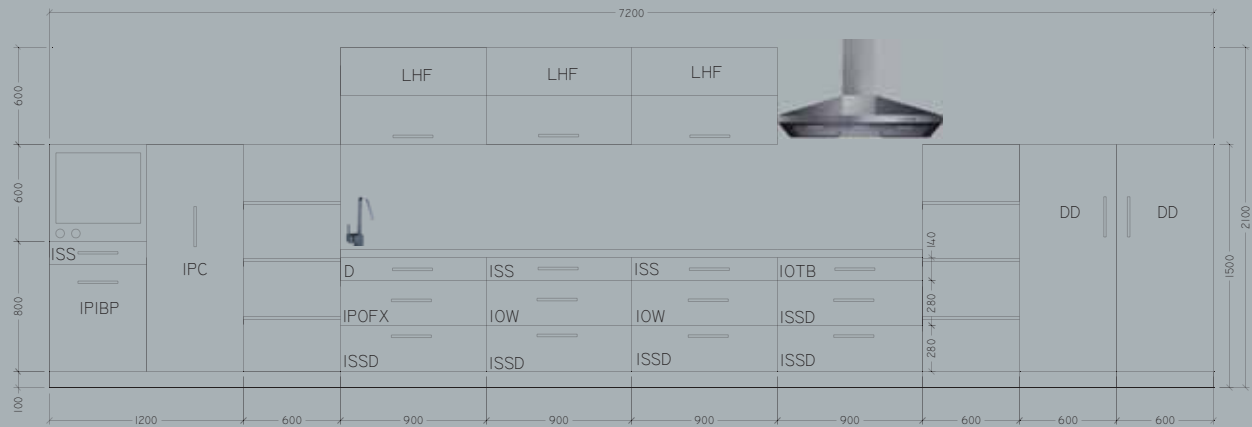 7200
LHF LHF LHF
600
600
2100
DD DD
140
ISS
IPC
D ISS ISS IOTB
1500
IPIBP
280
800
IPOFX IOW IOW ISSD
280
ISSD ISSD ISSD ISSD
100
1200 600 900 900 900 900 600 600 600